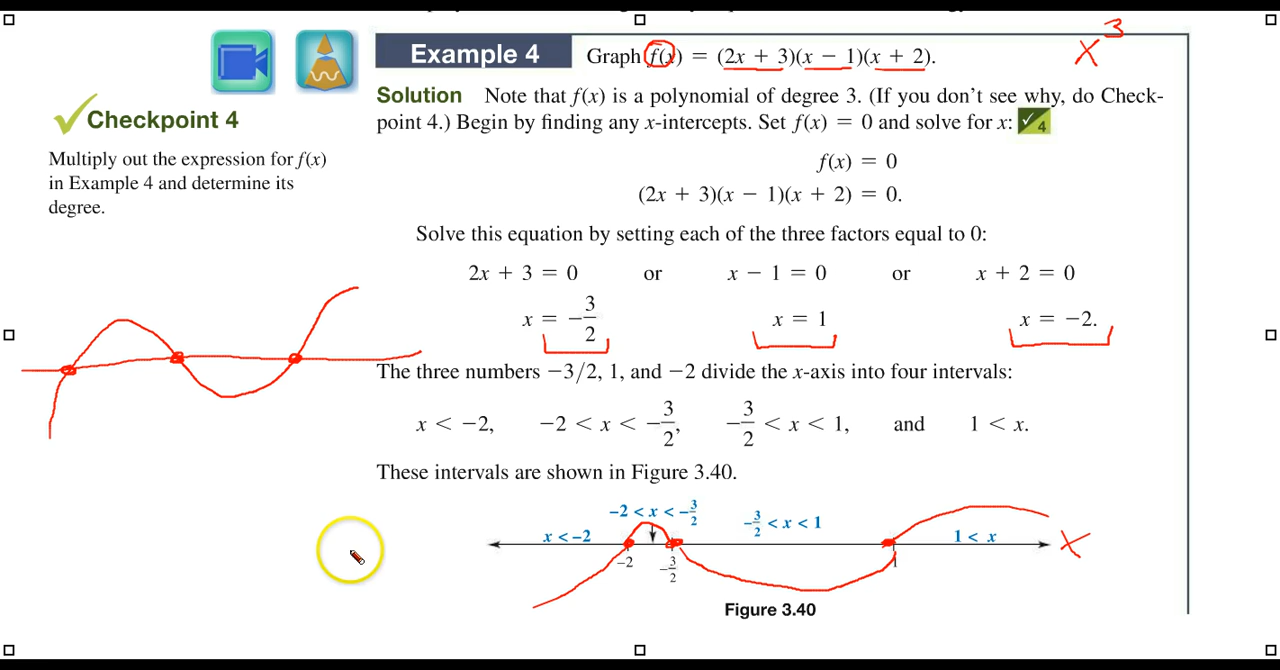 Example 4 Graph f(x) = (2x + 3)(x − 1)(x + 2).
x³
Solution Note that f(x) is a polynomial of degree 3. (If you don't see why, do Check-
point 4.) Begin by finding any x-intercepts. Set f(x) = 0 and solve for x: ✓4
✓Checkpoint 4
Multiply out the expression for f(x)
in Example 4 and determine its
degree.
f(x) = 0
(2x + 3)(x − 1)(x + 2) = 0.
Solve this equation by setting each of the three factors equal to 0:
2x + 3 = 0 or x − 1 = 0 or x + 2 = 0
x = −3/2 x = 1 x = −2.
The three numbers −3/2, 1, and −2 divide the x-axis into four intervals:
x < −2, −2 < x < −3/2, −3/2 < x < 1, and 1 < x.
These intervals are shown in Figure 3.40.
−2 < x < −3/2 −3/2 < x < 1
x < −2 1 < x x
−2 −3/2 1
Figure 3.40